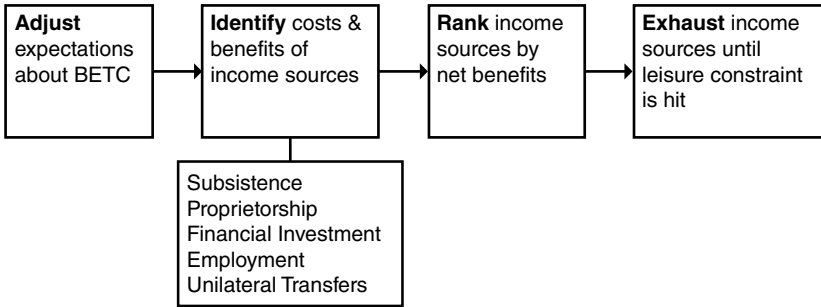 Adjust
expectations
about BETC
Identify costs &
benefits of
income sources
Rank income
sources by
net benefits
Exhaust income
sources until
leisure constraint
is hit
Subsistence
Proprietorship
Financial Investment
Employment
Unilateral Transfers